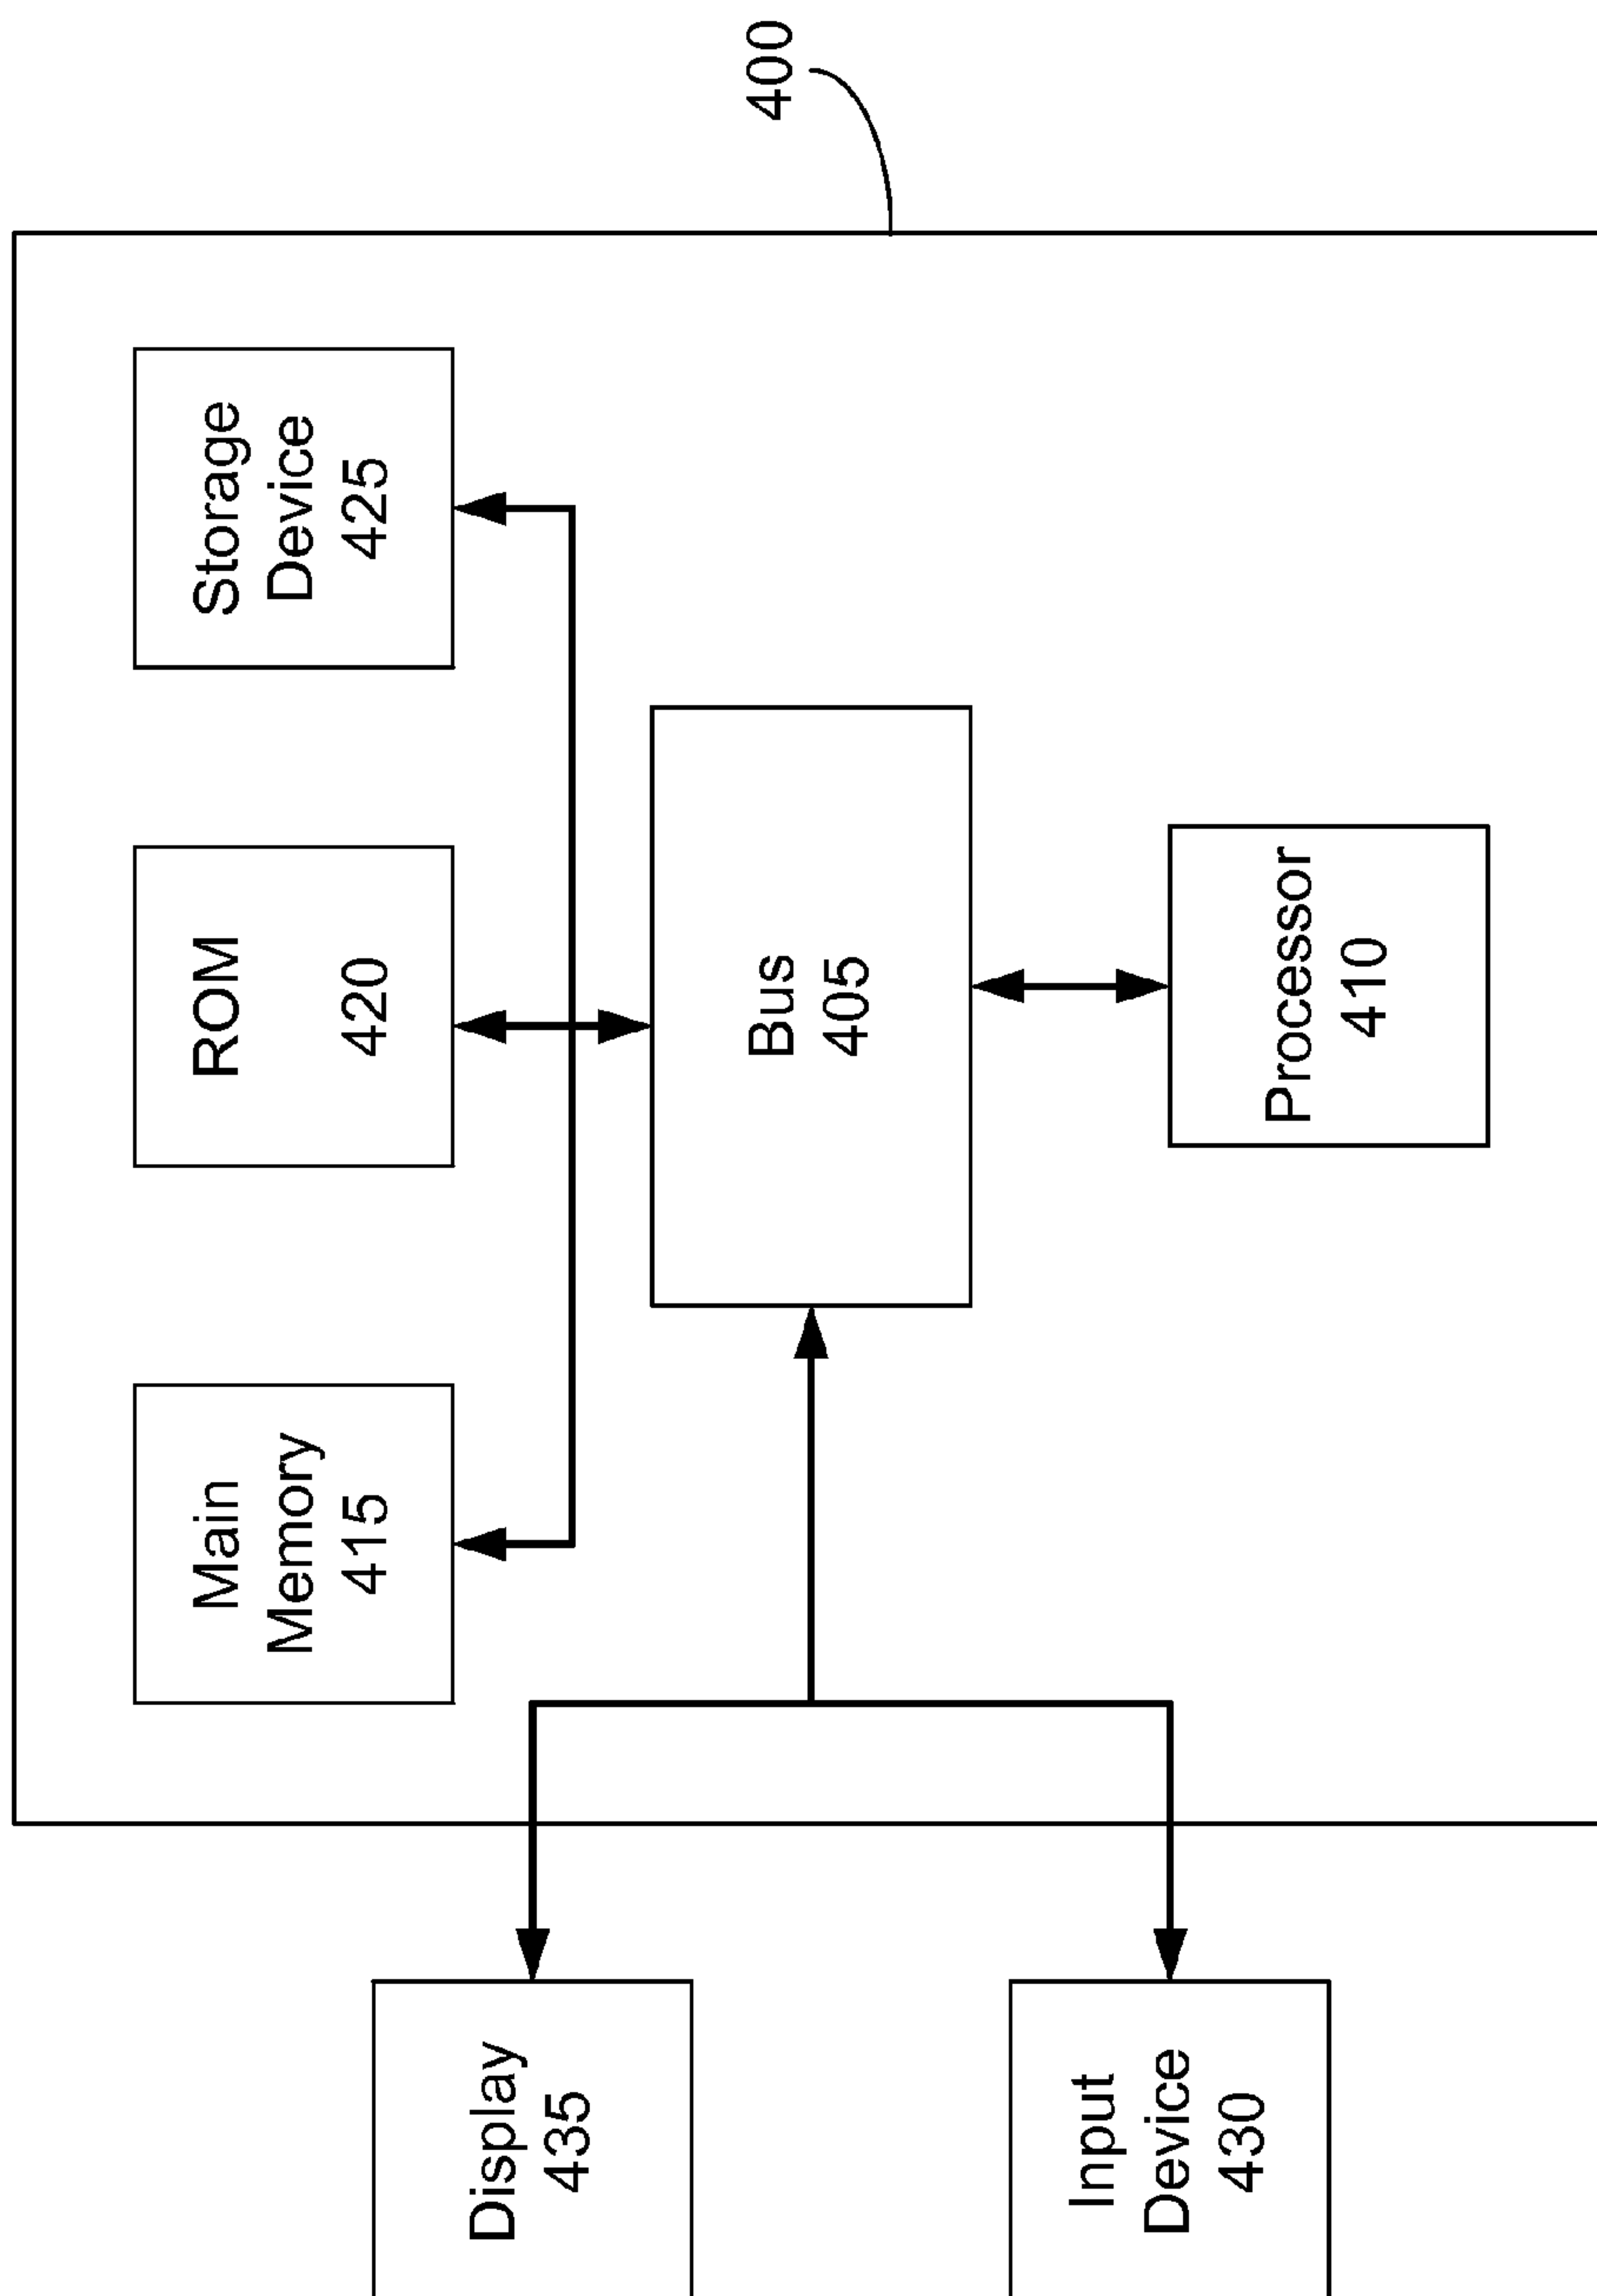 400
Main
Memory
415
ROM
420
Storage
Device
425
Display
435
Bus
405
Input
Device
430
Processor
410